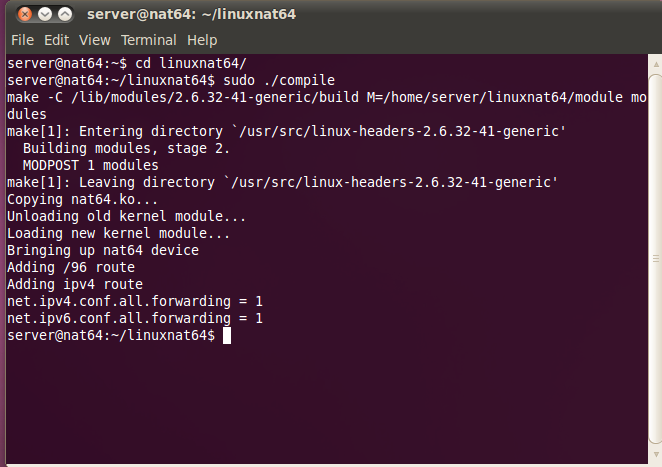 server@nat64: ~/linuxnat64
File Edit View Terminal Help
server@nat64:~$ cd linuxnat64/
server@nat64:~/linuxnat64$ sudo ./compile
make -C /lib/modules/2.6.32-41-generic/build M=/home/server/linuxnat64/module mo
dules
make[1]: Entering directory `/usr/src/linux-headers-2.6.32-41-generic'
  Building modules, stage 2.
  MODPOST 1 modules
make[1]: Leaving directory `/usr/src/linux-headers-2.6.32-41-generic'
Copying nat64.ko...
Unloading old kernel module...
Loading new kernel module...
Bringing up nat64 device
Adding /96 route
Adding ipv4 route
net.ipv4.conf.all.forwarding = 1
net.ipv6.conf.all.forwarding = 1
server@nat64:~/linuxnat64$